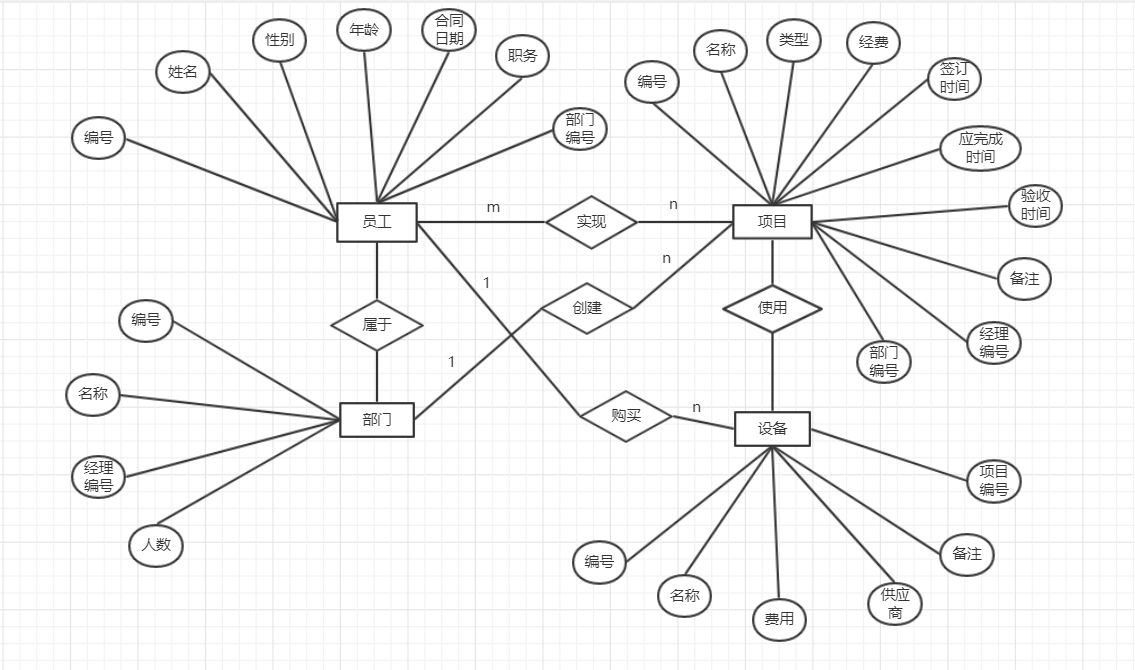 年龄
合同
日期
性别
职务
姓名
部门
编号
编号
名称
类型
经费
编号
签订
时间
应完成
时间
验收
时间
员工
m
实现
n
项目
n
1
备注
创建
使用
编号
属于
经理
编号
部门
编号
1
名称
购买
n
部门
设备
经理
编号
项目
编号
人数
编号
名称
费用
供应
商
备注